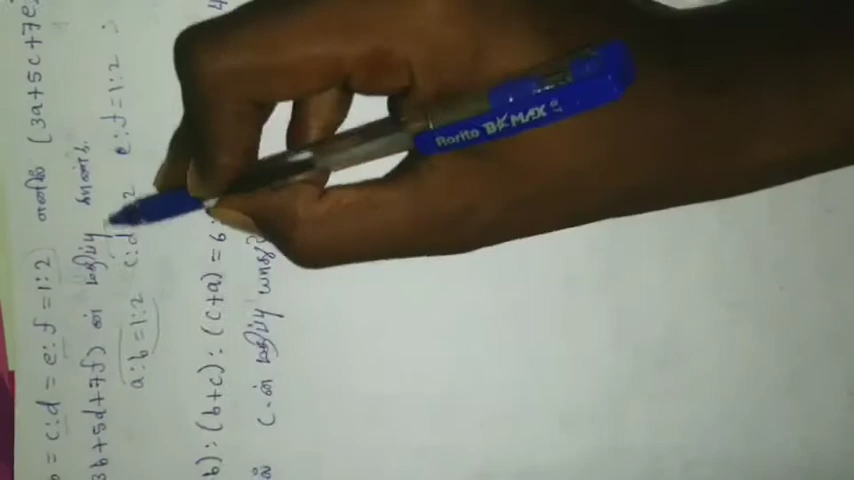 b = c:d = e:f = 1:2 எனில் (3a+5c+7e
3b+5d+7f) ன் மதிப்பு
a:b = 1:2 c:d 2 e:f = 1:2
b):(b+c):(c+a) = 6
C-ன் மதிப்பு
Rorito BK MAX